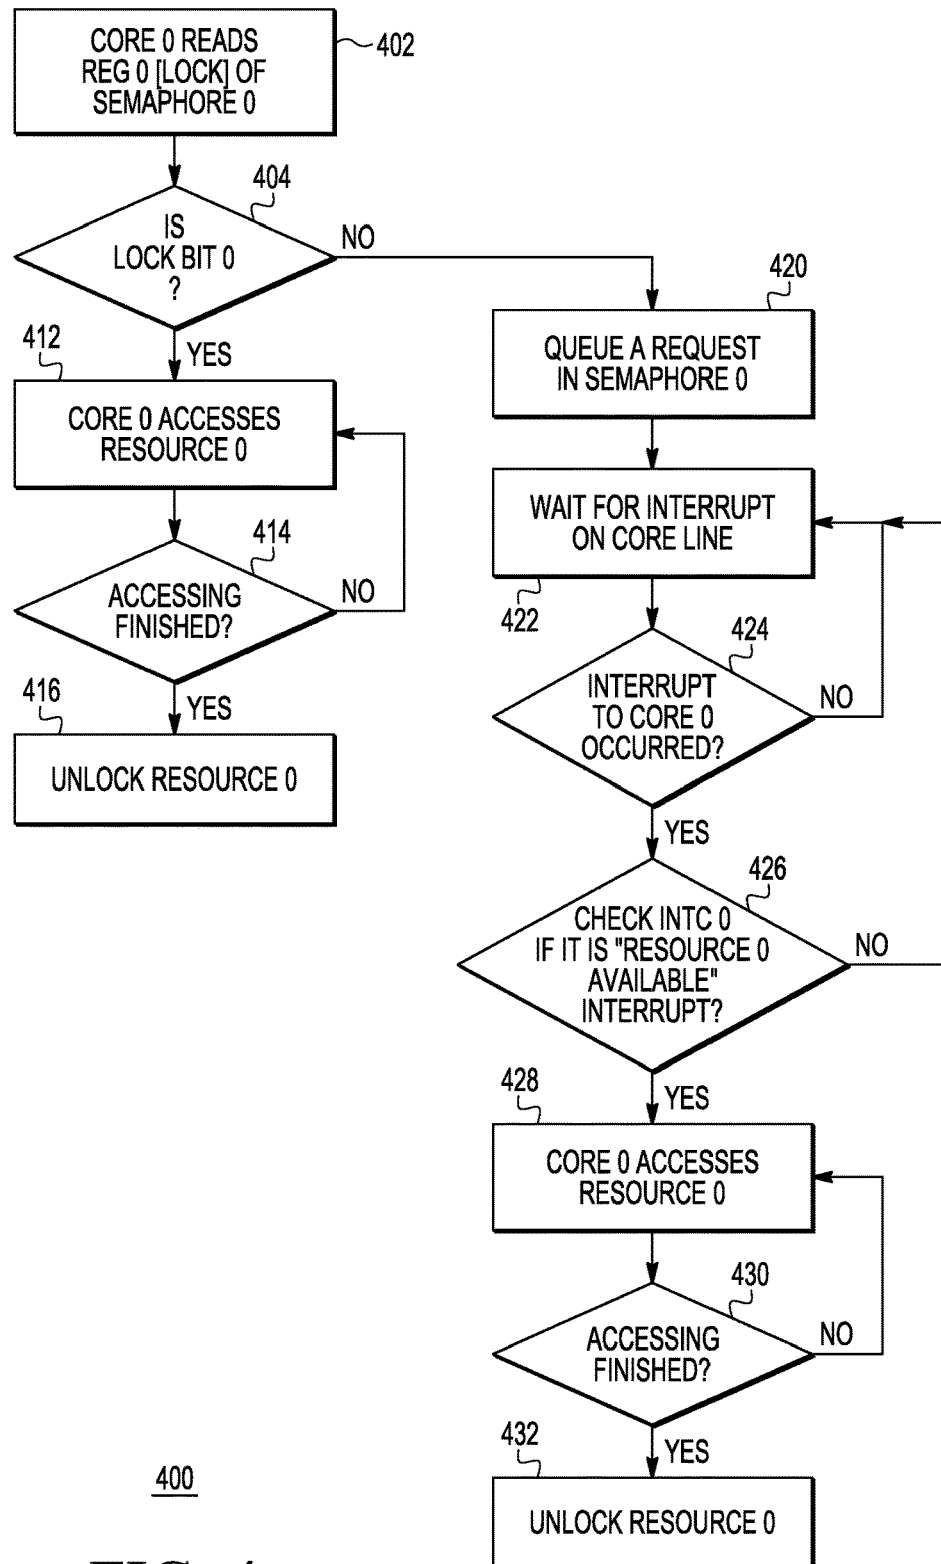 CORE 0 READS
REG 0 [LOCK] OF
SEMAPHORE 0
402
404
IS
LOCK BIT 0
?
NO
YES
412
CORE 0 ACCESSES
RESOURCE 0
414
ACCESSING
FINISHED?
NO
YES
416
UNLOCK RESOURCE 0
420
QUEUE A REQUEST
IN SEMAPHORE 0
WAIT FOR INTERRUPT
ON CORE LINE
422
424
INTERRUPT
TO CORE 0
OCCURRED?
NO
YES
426
CHECK INTC 0
IF IT IS "RESOURCE 0
AVAILABLE"
INTERRUPT?
NO
YES
428
CORE 0 ACCESSES
RESOURCE 0
430
ACCESSING
FINISHED?
NO
YES
432
UNLOCK RESOURCE 0
400